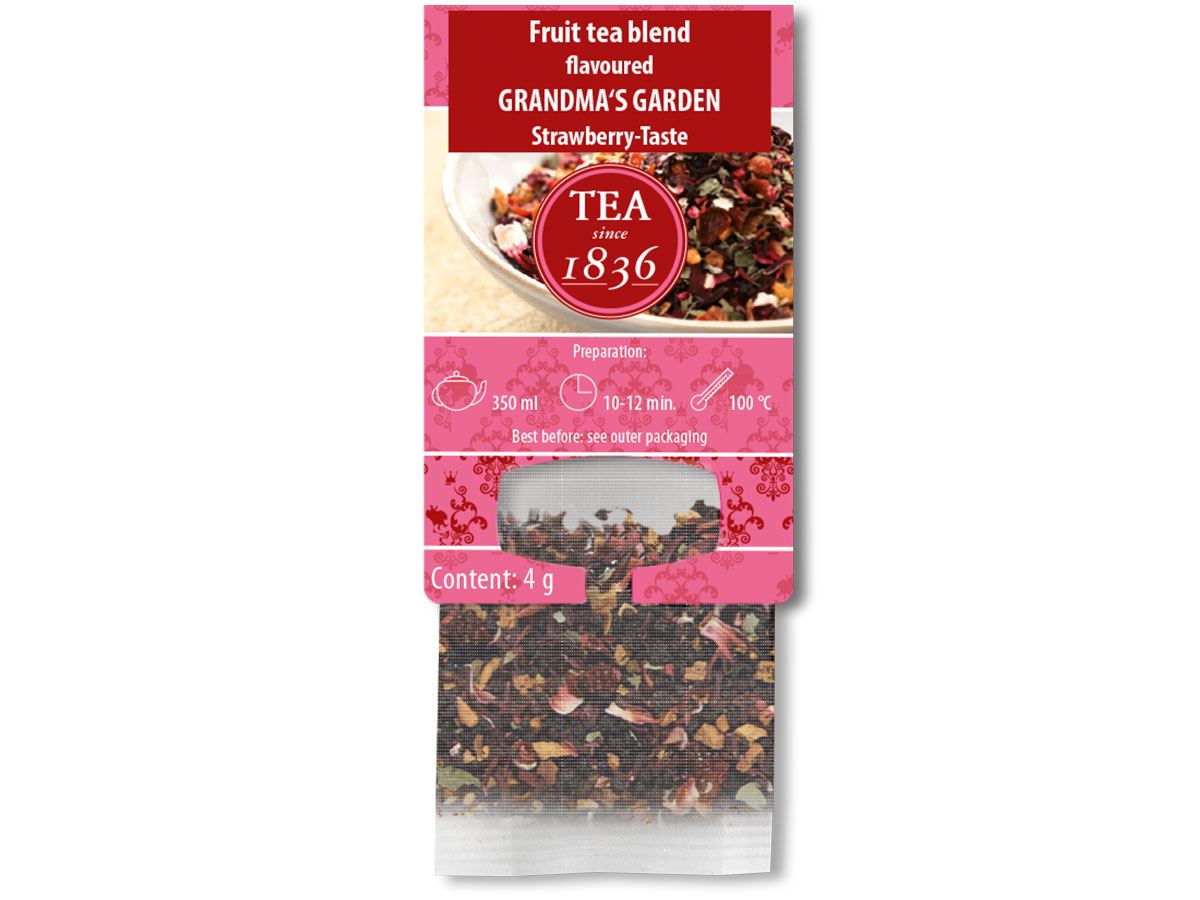 Fruit tea blend
flavoured
GRANDMA‘S GARDEN
Strawberry-Taste
TEA
since
1836
Preparation:
350 ml 10-12 min. 100 °C
Best before: see outer packaging
Content: 4 g